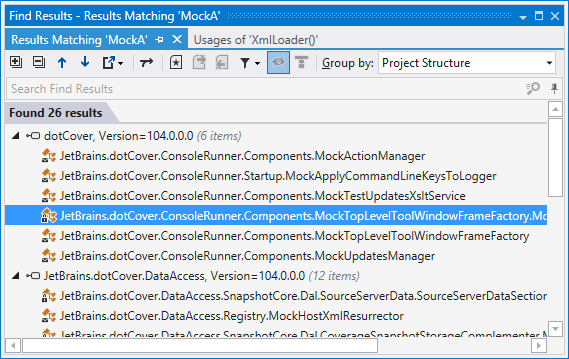 Find Results - Results Matching 'MockA'
Results Matching 'MockA' Usages of 'XmlLoader()'
Group by: Project Structure
Search Find Results
Found 26 results
dotCover, Version=104.0.0.0 (6 items)
JetBrains.dotCover.ConsoleRunner.Components.MockActionManager
JetBrains.dotCover.ConsoleRunner.Startup.MockApplyCommandLineKeysToLogger
JetBrains.dotCover.ConsoleRunner.Components.MockTestUpdatesXsltService
JetBrains.dotCover.ConsoleRunner.Components.MockTopLevelToolWindowFrameFactory.Mo
JetBrains.dotCover.ConsoleRunner.Components.MockTopLevelToolWindowFrameFactory
JetBrains.dotCover.ConsoleRunner.Components.MockUpdatesManager
JetBrains.dotCover.DataAccess, Version=104.0.0.0 (12 items)
JetBrains.dotCover.DataAccess.SnapshotCore.Dal.SourceServerData.SourceServerDataSection
JetBrains.dotCover.DataAccess.Registry.MockHostXmlResurrector
JetBrains.dotCover.DataAccess.SnapshotCore.Dal.CoverageSnapshotStorageComplementer.M